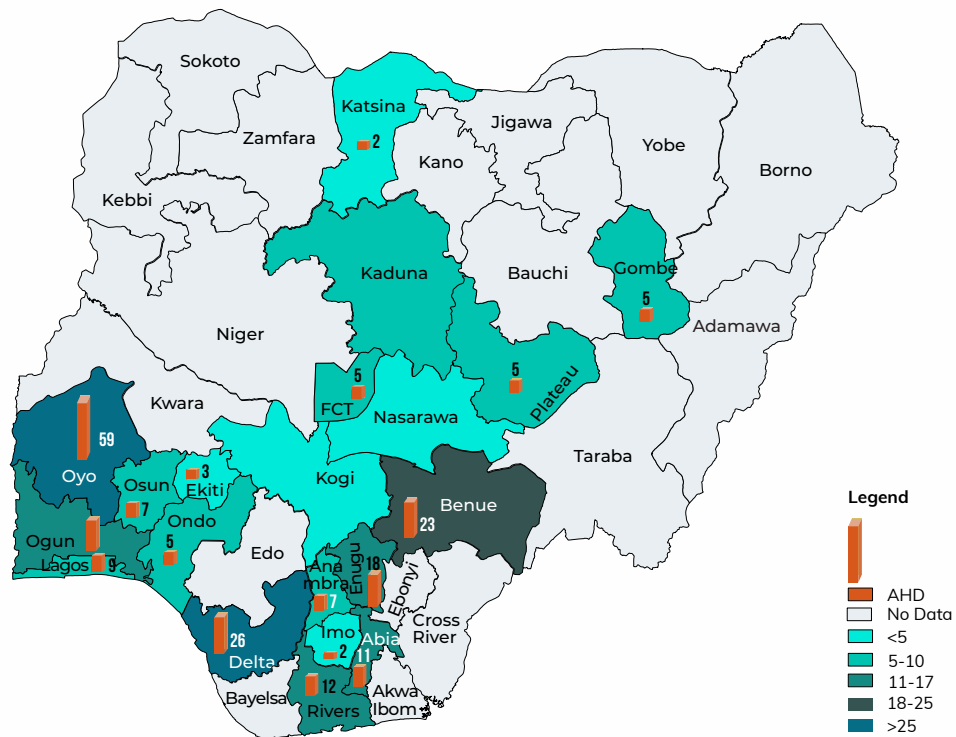 Sokoto
Katsina
2
Zamfara
Jigawa
Kano
Yobe
Borno
Kebbi
Kaduna
Bauchi
Gombe
5
Niger
Adamawa
5
FCT
5
Plateau
Kwara
Nasarawa
59
Oyo
Taraba
3
Ekiti
Osun
7
Kogi
Benue
23
Ondo
5
Ogun
Lagos
9
Edo
Ana
mbra
7
Enugu
18
Ebonyi
Cross
River
Imo
2
Abia
11
26
Delta
Bayelsa
12
Rivers
Akwa
Ibom
Legend
AHD
No Data
<5
5-10
11-17
18-25
>25